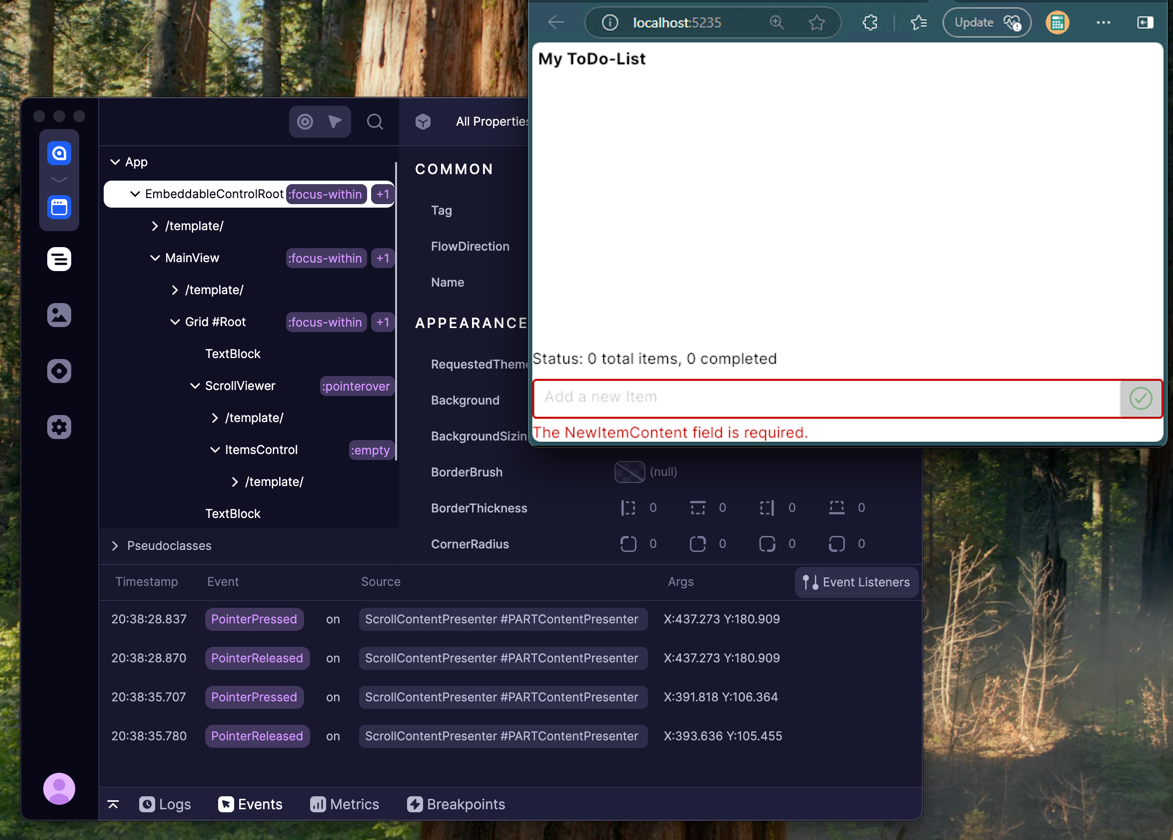 localhost:5235
Update
My ToDo-List
Status: 0 total items, 0 completed
Add a new Item
The NewItemContent field is required.
All Properties
App
EmbeddableControlRoot :focus-within +1
/template/
MainView :focus-within +1
/template/
Grid #Root :focus-within +1
TextBlock
ScrollViewer :pointerover
/template/
ItemsControl :empty
/template/
TextBlock
Pseudoclasses
COMMON
Tag
FlowDirection
Name
APPEARANCE
RequestedTheme
Background
BackgroundSizin
BorderBrush (null)
BorderThickness 0 0 0 0
CornerRadius 0 0 0 0
Timestamp Event Source Args Event Listeners
20:38:28.837 PointerPressed on ScrollContentPresenter #PARTContentPresenter X:437.273 Y:180.909
20:38:28.870 PointerReleased on ScrollContentPresenter #PARTContentPresenter X:437.273 Y:180.909
20:38:35.707 PointerPressed on ScrollContentPresenter #PARTContentPresenter X:391.818 Y:106.364
20:38:35.780 PointerReleased on ScrollContentPresenter #PARTContentPresenter X:393.636 Y:105.455
Logs Events Metrics Breakpoints